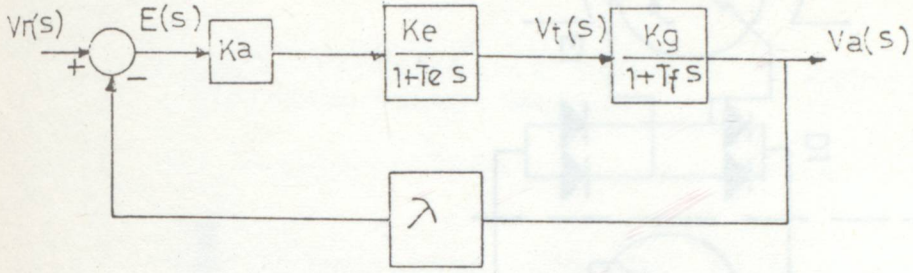 Vr(s)
E(s)
Ka
Ke
1+Te s
Vt(s)
Kg
1+Tf s
Va(s)
+
−
λ